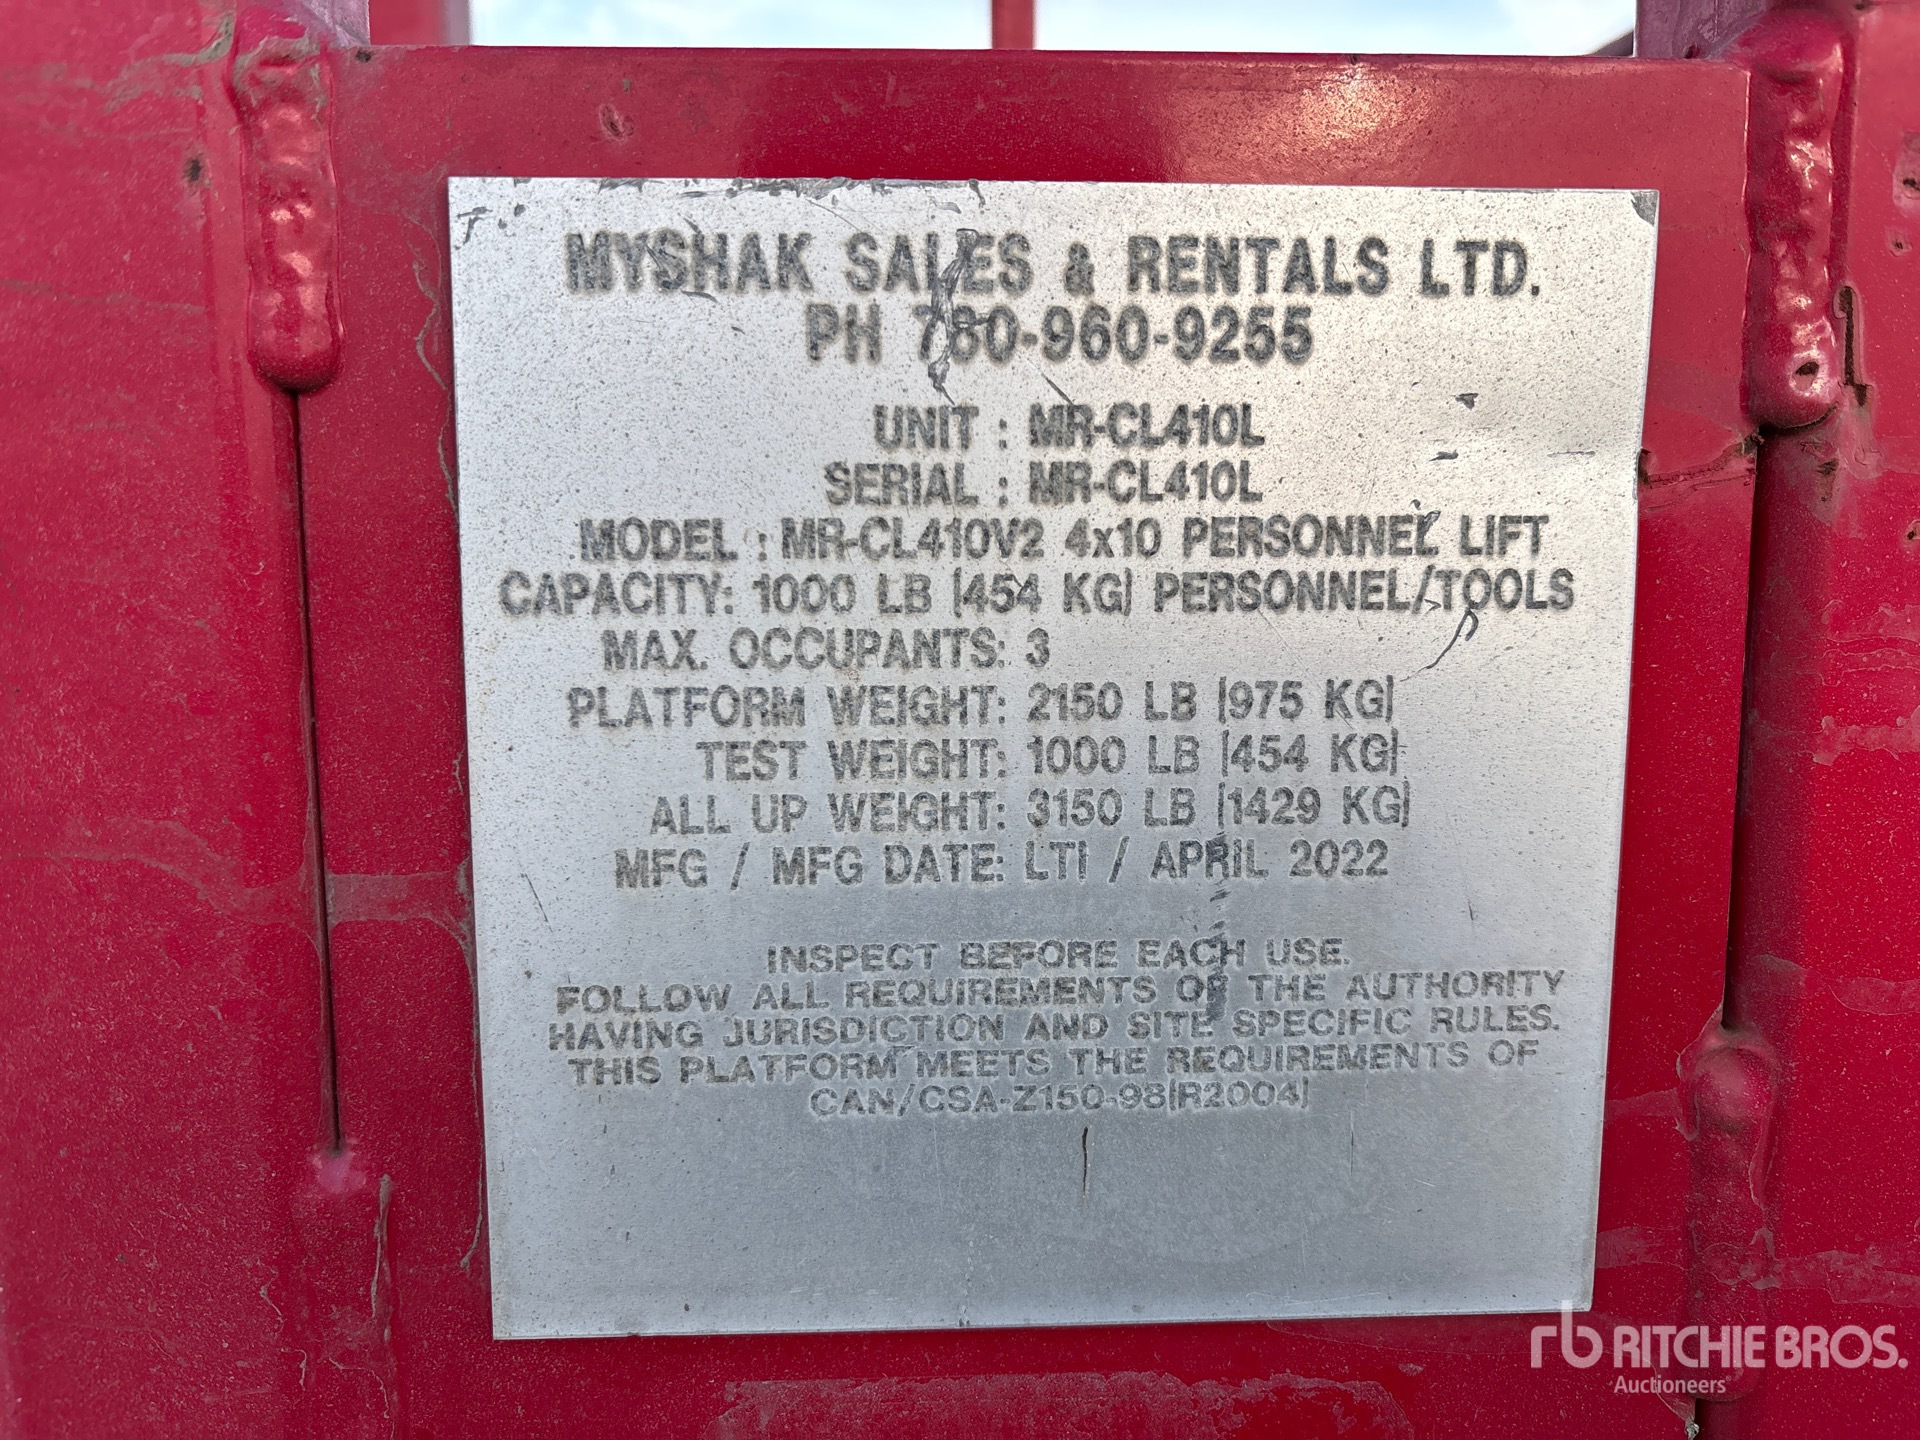 MYSHAK SALES & RENTALS LTD.
PH 780-960-9255
UNIT : MR-CL410L
SERIAL : MR-CL410L
MODEL : MR-CL410V2 4x10 PERSONNEL LIFT
CAPACITY: 1000 LB (454 KG) PERSONNEL/TOOLS
MAX. OCCUPANTS: 3
PLATFORM WEIGHT: 2150 LB (975 KG)
TEST WEIGHT: 1000 LB (454 KG)
ALL UP WEIGHT: 3150 LB (1429 KG)
MFG / MFG DATE: LTI / APRIL 2022
INSPECT BEFORE EACH USE.
FOLLOW ALL REQUIREMENTS OF THE AUTHORITY
HAVING JURISDICTION AND SITE SPECIFIC RULES.
THIS PLATFORM MEETS THE REQUIREMENTS OF
CAN/CSA-Z150-98(R2004)
rb RITCHIE BROS.
Auctioneers